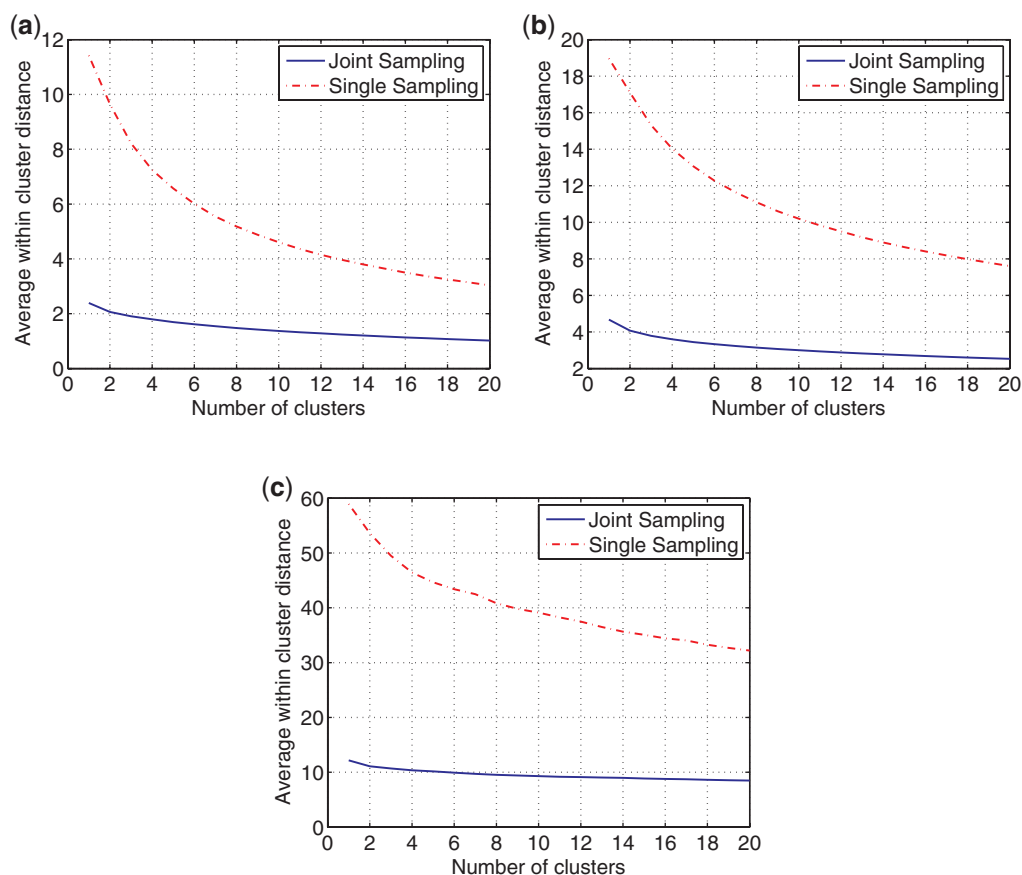 (a)
12
10
8
6
4
2
0
Average within cluster distance
Joint Sampling
Single Sampling
0 2 4 6 8 10 12 14 16 18 20
Number of clusters
(b)
20
18
16
14
12
10
8
6
4
2
Average within cluster distance
Joint Sampling
Single Sampling
0 2 4 6 8 10 12 14 16 18 20
Number of clusters
(c)
60
50
40
30
20
10
0
Average within cluster distance
Joint Sampling
Single Sampling
0 2 4 6 8 10 12 14 16 18 20
Number of clusters